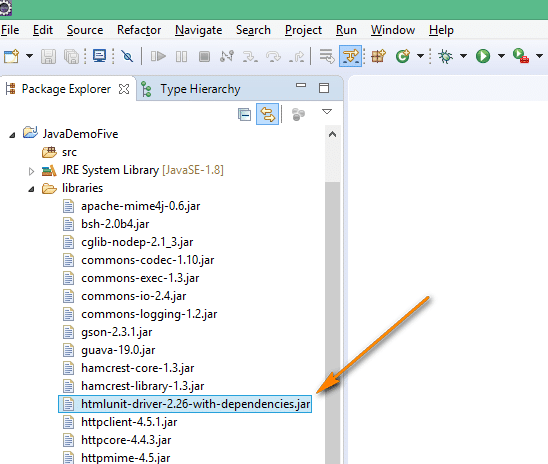 File Edit Source Refactor Navigate Search Project Run Window Help
Package Explorer Type Hierarchy
JavaDemoFive
src
JRE System Library [JavaSE-1.8]
libraries
apache-mime4j-0.6.jar
bsh-2.0b4.jar
cglib-nodep-2.1_3.jar
commons-codec-1.10.jar
commons-exec-1.3.jar
commons-io-2.4.jar
commons-logging-1.2.jar
gson-2.3.1.jar
guava-19.0.jar
hamcrest-core-1.3.jar
hamcrest-library-1.3.jar
htmlunit-driver-2.26-with-dependencies.jar
httpclient-4.5.1.jar
httpcore-4.4.3.jar
httpmime-4.5.jar